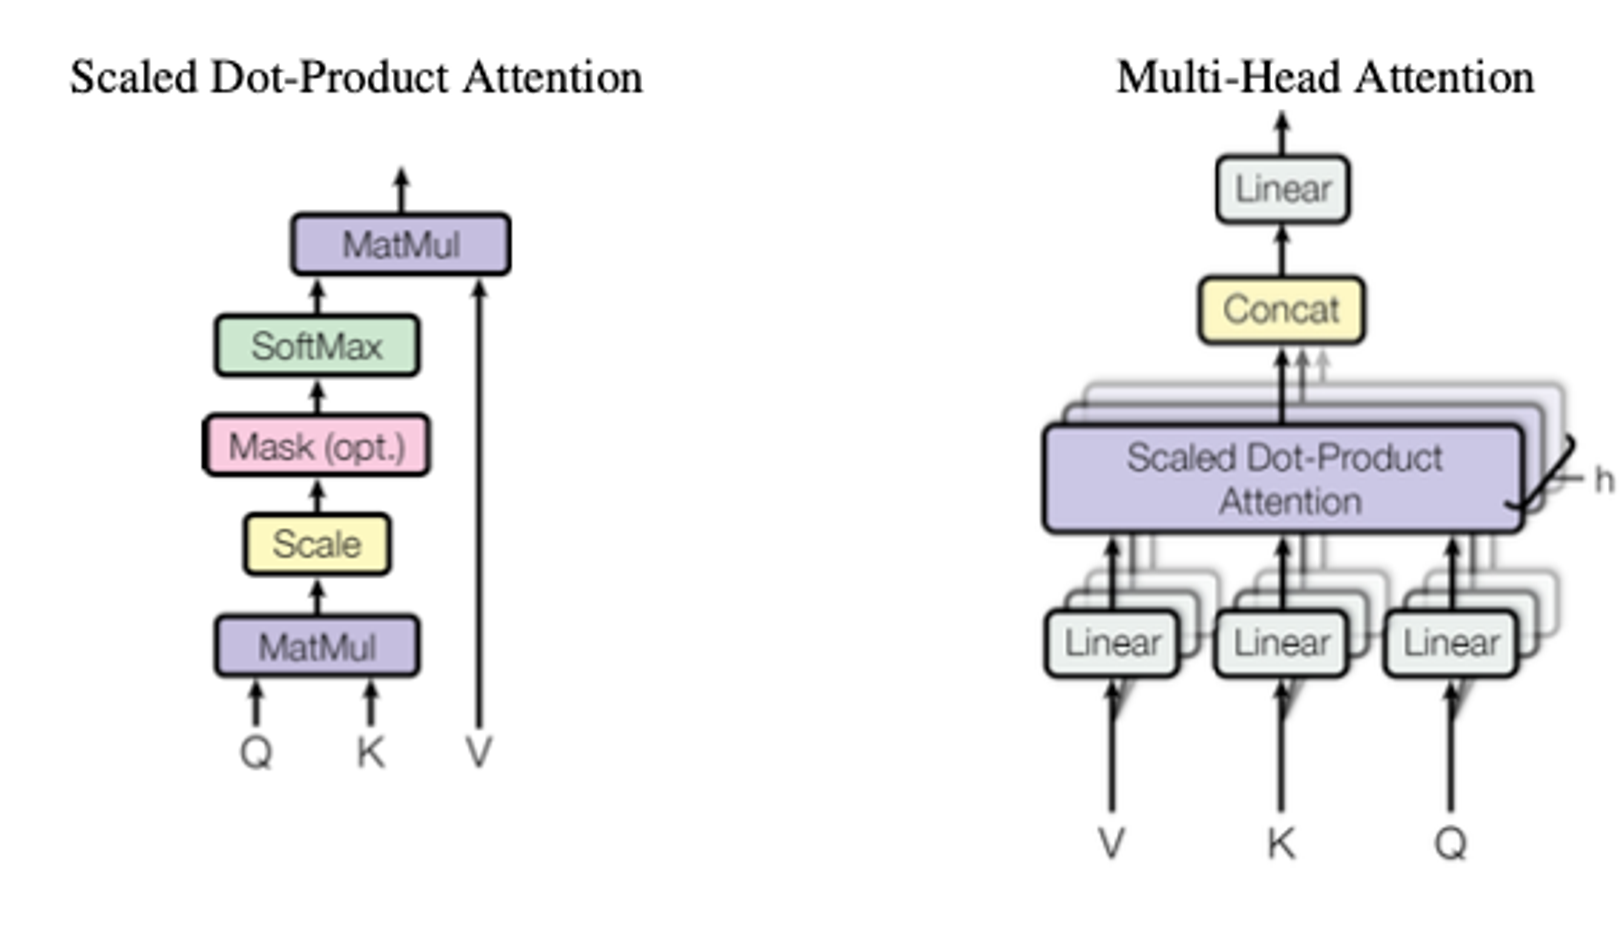 Scaled Dot-Product Attention
MatMul
SoftMax
Mask (opt.)
Scale
MatMul
Q K V
Multi-Head Attention
Linear
Concat
Scaled Dot-Product
Attention
h
Linear Linear Linear
V K Q